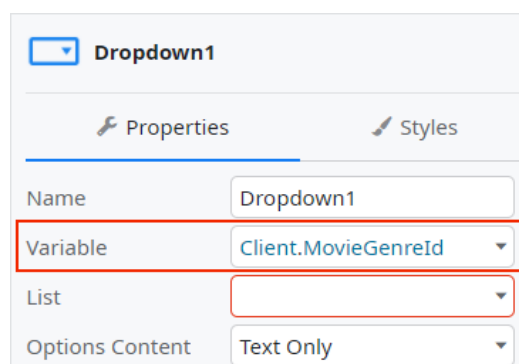 Dropdown1
Properties Styles
Name Dropdown1
Variable Client.MovieGenreId
List
Options Content Text Only